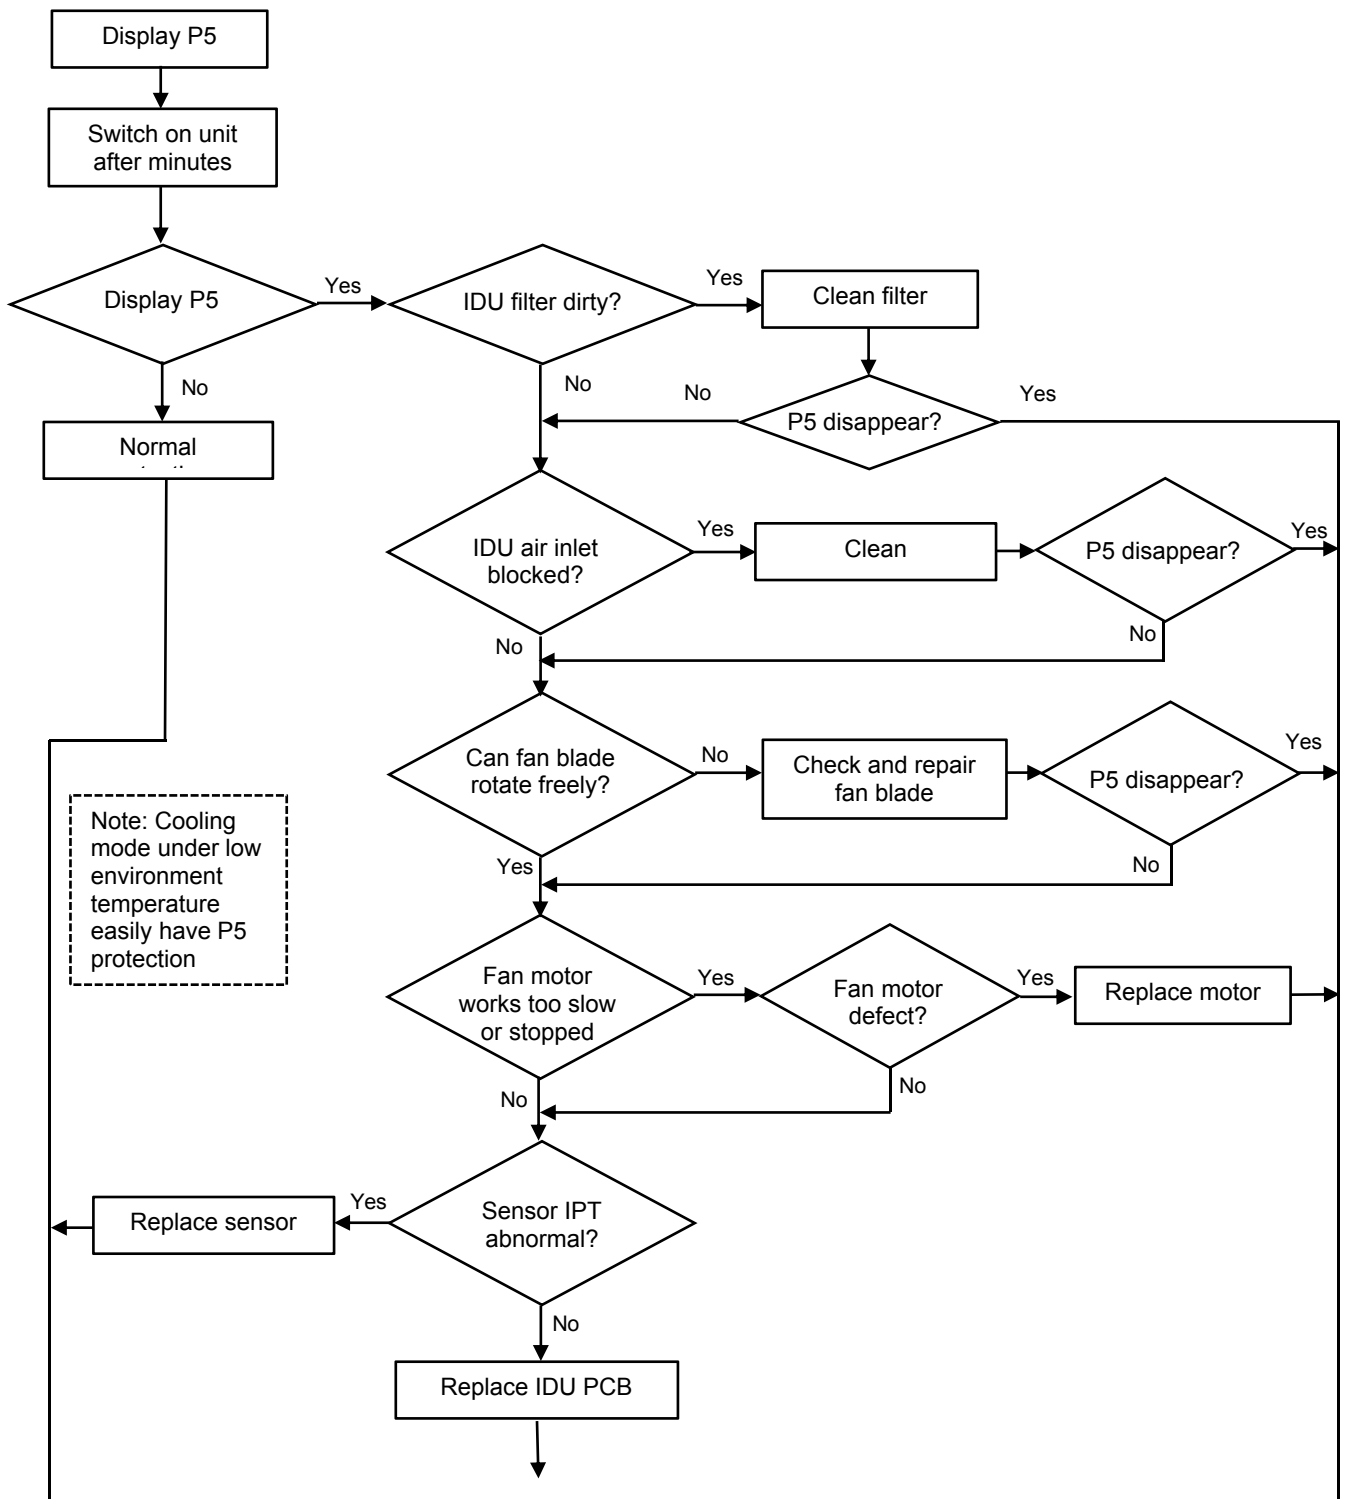 Display P5
Switch on unit
after minutes
Display P5
Yes
IDU filter dirty?
Yes
Clean filter
No
No
No
P5 disappear?
Yes
Normal
IDU air inlet
blocked?
Yes
Clean
P5 disappear?
Yes
No
No
Can fan blade
rotate freely?
No
Check and repair
fan blade
P5 disappear?
Yes
Yes
No
Note: Cooling
mode under low
environment
temperature
easily have P5
protection
Fan motor
works too slow
or stopped
Yes
Fan motor
defect?
Yes
Replace motor
No
No
Replace sensor
Yes
Sensor IPT
abnormal?
No
Replace IDU PCB